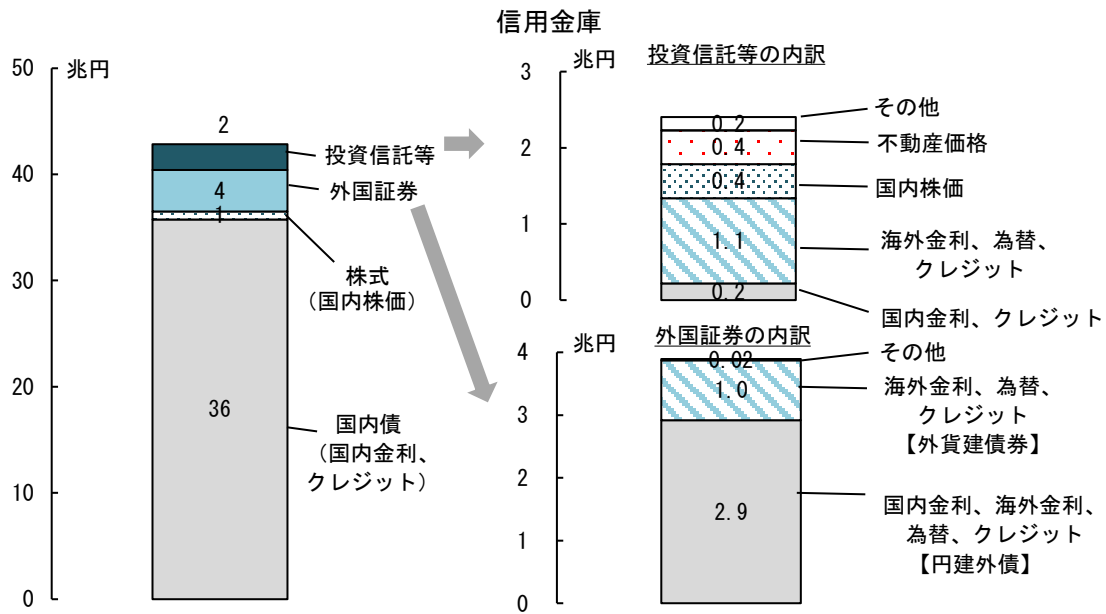 信用金庫
50
兆円
40
30
20
10
0
2
4
1
36
投資信託等
外国証券
株式
(国内株価)
国内債
(国内金利、
クレジット)
投資信託等の内訳
兆円
3
2
1
0
0.2
0.4
0.4
1.1
0.2
その他
不動産価格
国内株価
海外金利、為替、
クレジット
国内金利、クレジット
外国証券の内訳
兆円
4
3
2
1
0
0.02
1.0
2.9
その他
海外金利、為替、
クレジット
【外貨建債券】
国内金利、海外金利、
為替、クレジット
【円建外債】